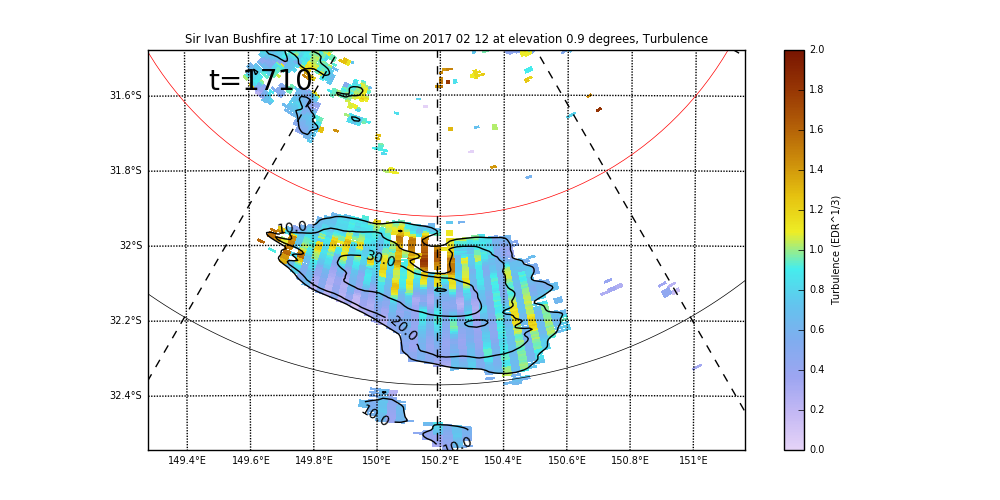 Sir Ivan Bushfire at 17:10 Local Time on 2017 02 12 at elevation 0.9 degrees, Turbulence
t=1710
31.6°S
31.8°S
32°S
32.2°S
32.4°S
10.0
30.0
20.0
10.0
10.0
149.4°E 149.6°E 149.8°E 150°E 150.2°E 150.4°E 150.6°E 150.8°E 151°E
2.0
1.8
1.6
1.4
1.2
1.0
0.8
0.6
0.4
0.2
0.0
Turbulence (EDR^1/3)